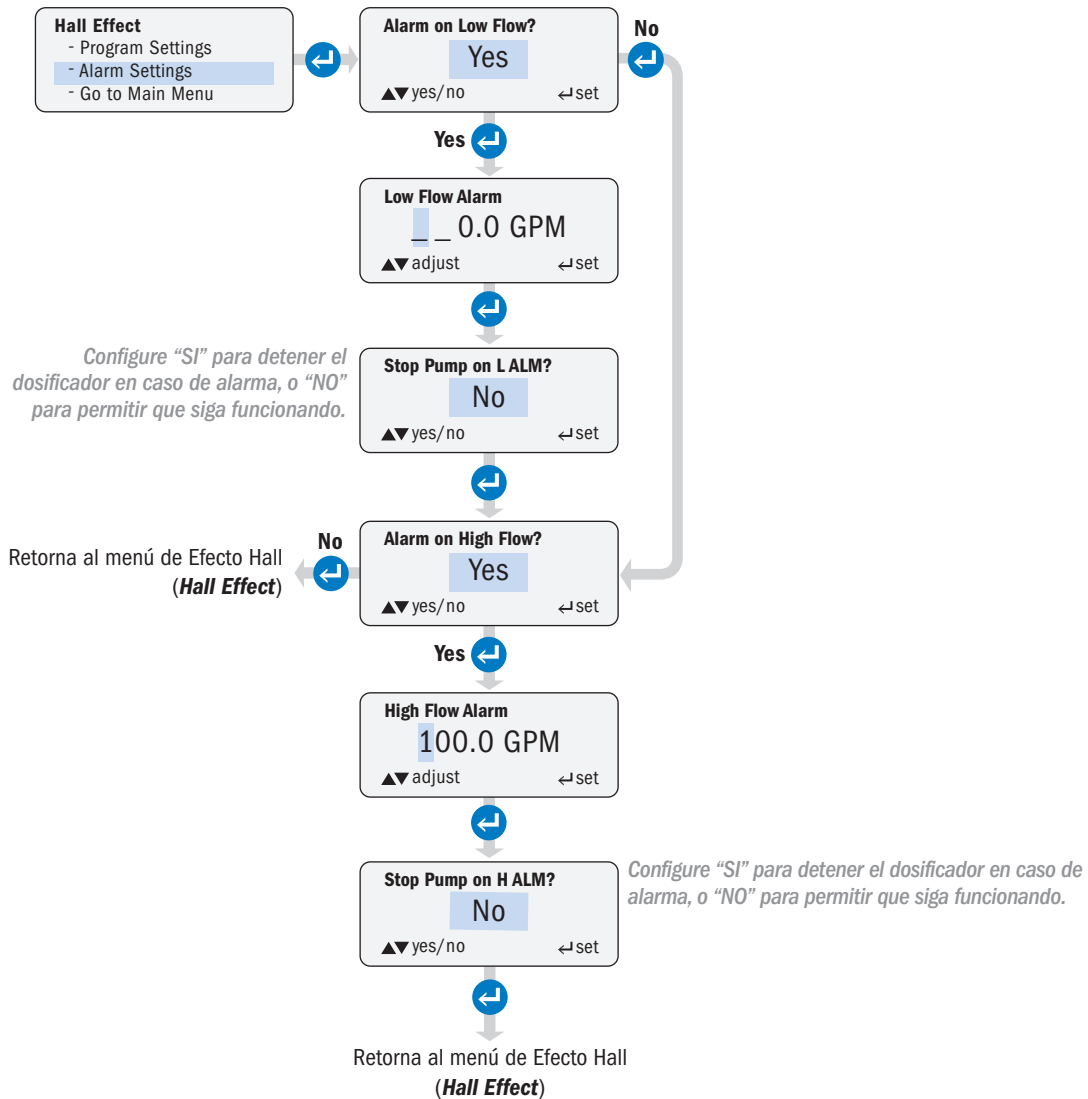 Hall Effect
- Program Settings
- Alarm Settings
- Go to Main Menu
Alarm on Low Flow?
Yes
▲▼ yes/no ↵ set
No
Yes
Low Flow Alarm
_ _ 0.0 GPM
▲▼ adjust ↵ set
Configure “SI” para detener el
dosificador en caso de alarma, o “NO”
para permitir que siga funcionando.
Stop Pump on L ALM?
No
▲▼ yes/no ↵ set
Retorna al menú de Efecto Hall
(Hall Effect)
No
Alarm on High Flow?
Yes
▲▼ yes/no ↵ set
Yes
High Flow Alarm
100.0 GPM
▲▼ adjust ↵ set
Stop Pump on H ALM?
No
▲▼ yes/no ↵ set
Configure “SI” para detener el dosificador en caso de
alarma, o “NO” para permitir que siga funcionando.
Retorna al menú de Efecto Hall
(Hall Effect)